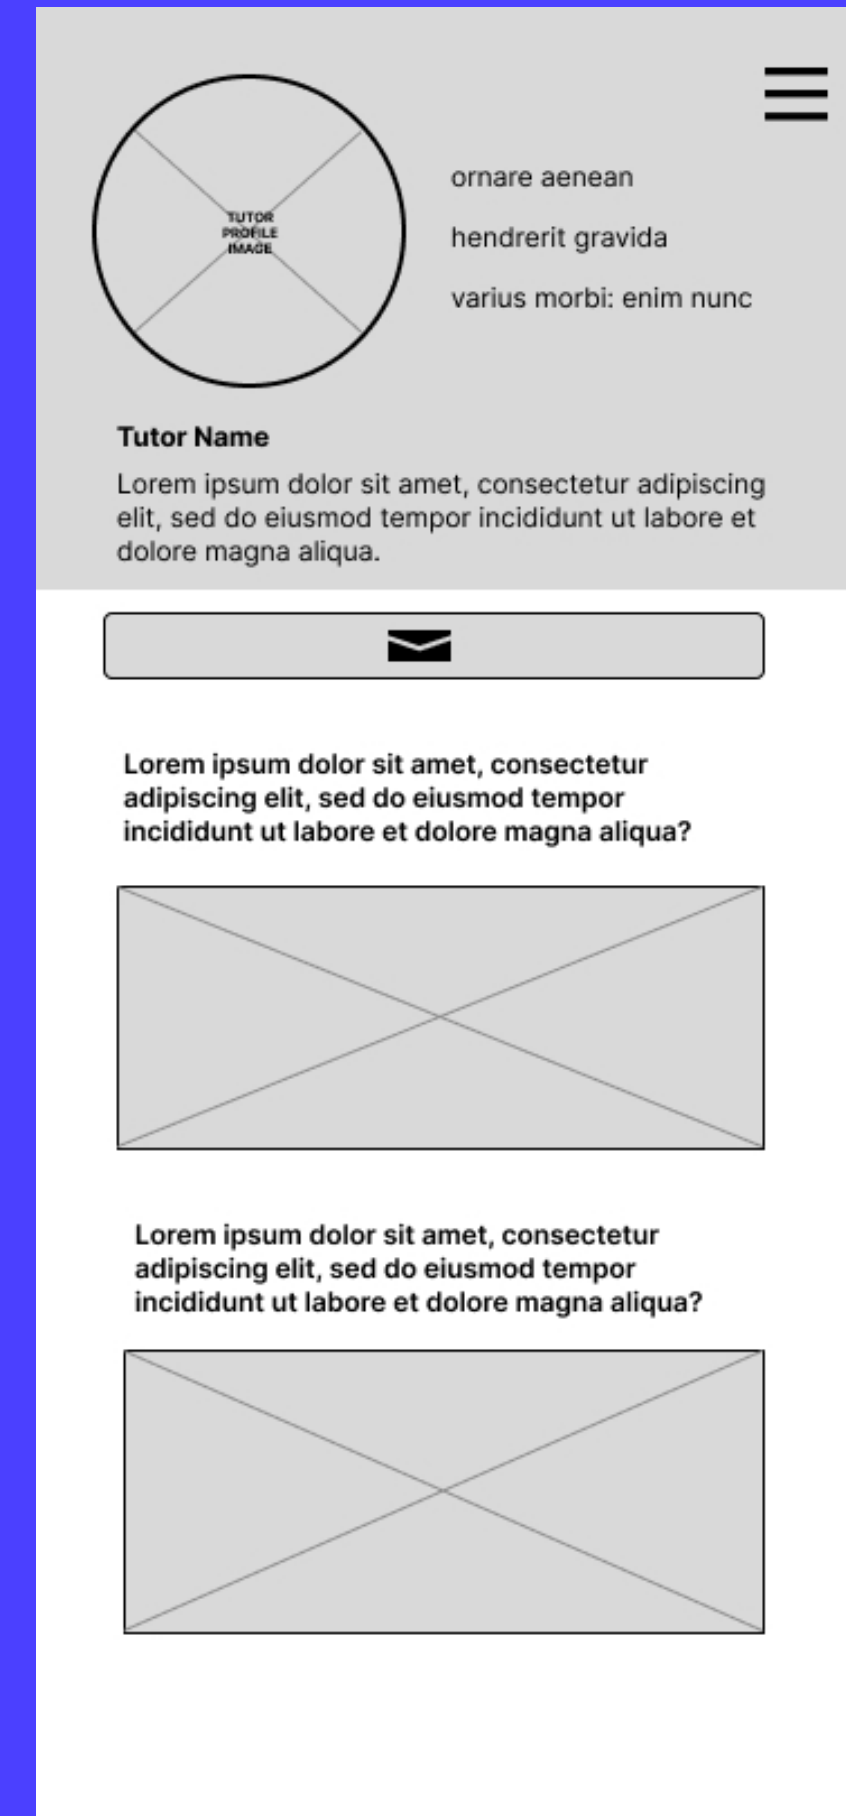 TUTOR
PROFILE
IMAGE
ornare aenean
hendrerit gravida
varius morbi: enim nunc
Tutor Name
Lorem ipsum dolor sit amet, consectetur adipiscing
elit, sed do eiusmod tempor incididunt ut labore et
dolore magna aliqua.
Lorem ipsum dolor sit amet, consectetur
adipiscing elit, sed do eiusmod tempor
incididunt ut labore et dolore magna aliqua?
Lorem ipsum dolor sit amet, consectetur
adipiscing elit, sed do eiusmod tempor
incididunt ut labore et dolore magna aliqua?